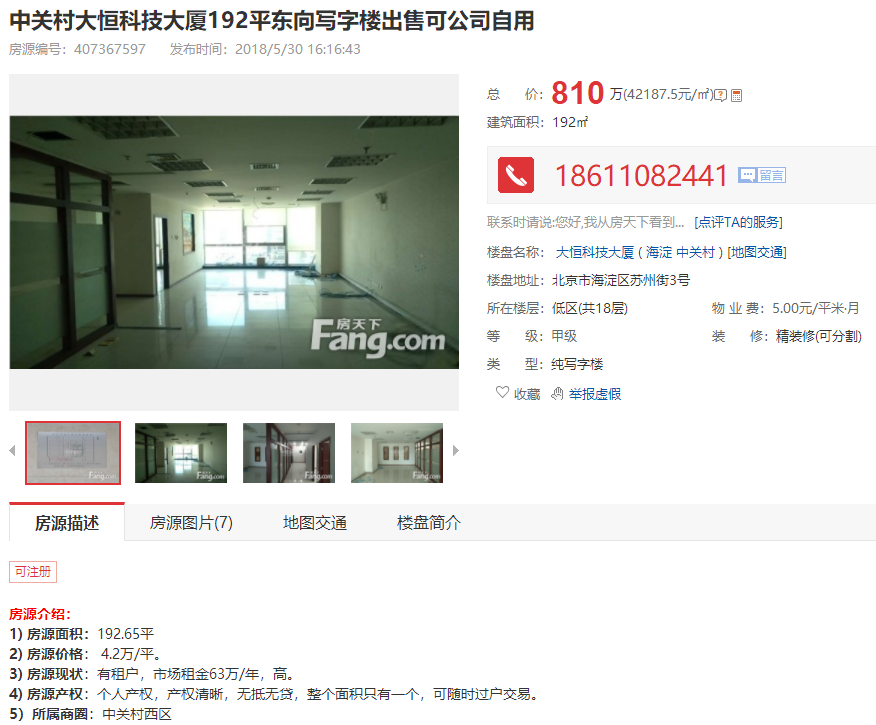 中关村大恒科技大厦192平东向写字楼出售可公司自用
房源编号：407367597 发布时间：2018/5/30 16:16:43
总 价：810 万(42187.5元/㎡)
建筑面积：192㎡
18611082441 留言
联系时请说:您好,我从房天下看到... [点评TA的服务]
楼盘名称： 大恒科技大厦 ( 海淀 中关村 ) [地图交通]
楼盘地址：北京市海淀区苏州街3号
所在楼层：低区(共18层) 物 业 费：5.00元/平米·月
等 级：甲级 装 修：精装修(可分割)
类 型：纯写字楼
收藏 举报虚假
房天下
Fang.com
Fang.com
Fang.com
Fang.com
Fang.com
房源描述 房源图片(7) 地图交通 楼盘简介
可注册
房源介绍：
1) 房源面积：192.65平
2) 房源价格： 4.2万/平。
3) 房源现状：有租户，市场租金63万/年，高。
4) 房源产权：个人产权，产权清晰，无抵无贷，整个面积只有一个，可随时过户交易。
5) 所属商圈：中关村西区